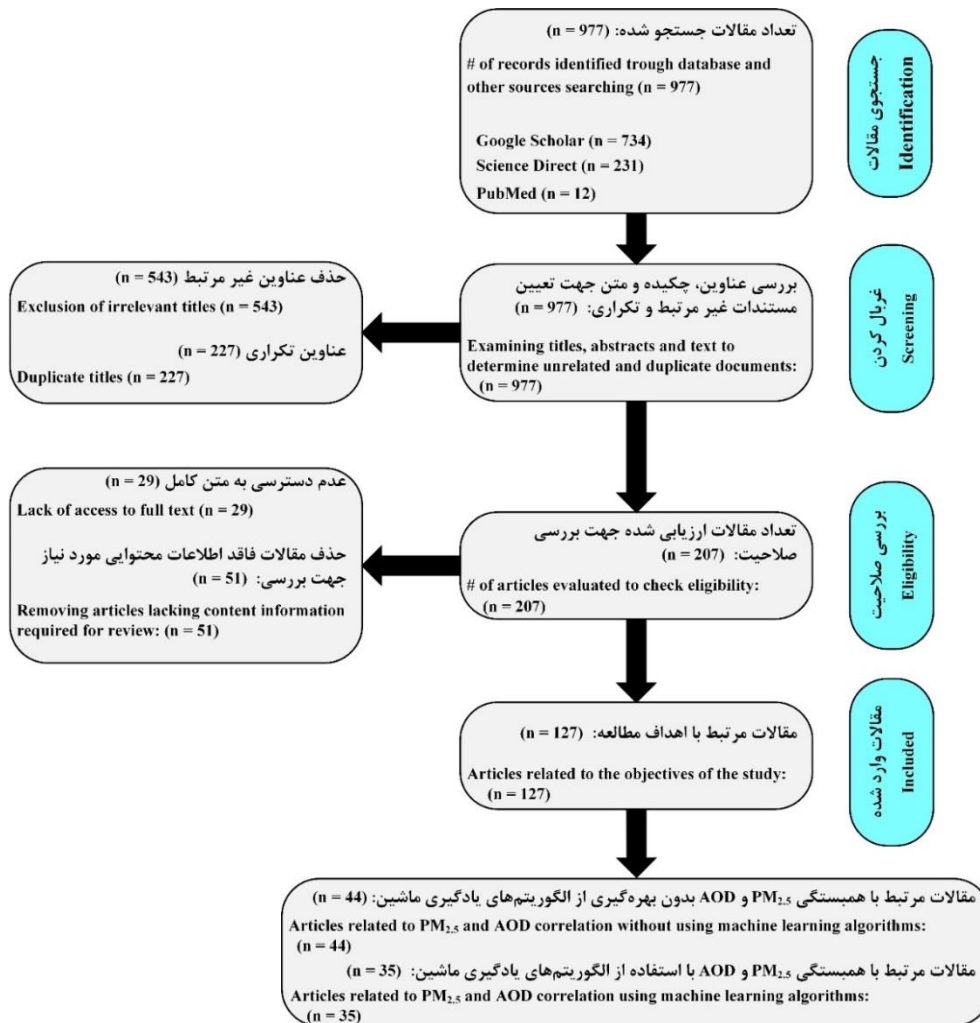 تعداد مقالات جستجو شده: (n = 977)
# of records identified trough database and
other sources searching (n = 977)
Google Scholar (n = 734)
Science Direct (n = 231)
PubMed (n = 12)
جستجوی مقالات
Identification
بررسی عناوین، چکیده و متن جهت تعیین
مستندات غیر مرتبط و تکراری: (n = 977)
Examining titles, abstracts and text to
determine unrelated and duplicate documents:
(n = 977)
حذف عناوین غیر مرتبط (n = 543)
Exclusion of irrelevant titles (n = 543)
عناوین تکراری (n = 227)
Duplicate titles (n = 227)
غربال کردن
Screening
تعداد مقالات ارزیابی شده جهت بررسی
صلاحیت: (n = 207)
# of articles evaluated to check eligibility:
(n = 207)
عدم دسترسی به متن کامل (n = 29)
Lack of access to full text (n = 29)
حذف مقالات فاقد اطلاعات محتوایی مورد نیاز
جهت بررسی: (n = 51)
Removing articles lacking content information
required for review: (n = 51)
بررسی صلاحیت
Eligibility
مقالات مرتبط با اهداف مطالعه: (n = 127)
Articles related to the objectives of the study:
(n = 127)
مقالات وارد شده
Included
مقالات مرتبط با همبستگی PM₂.₅ و AOD بدون بهره‌گیری از الگوریتم‌های یادگیری ماشین: (n = 44)
Articles related to PM₂.₅ and AOD correlation without using machine learning algorithms:
(n = 44)
مقالات مرتبط با همبستگی PM₂.₅ و AOD با استفاده از الگوریتم‌های یادگیری ماشین: (n = 35)
Articles related to PM₂.₅ and AOD correlation using machine learning algorithms:
(n = 35)